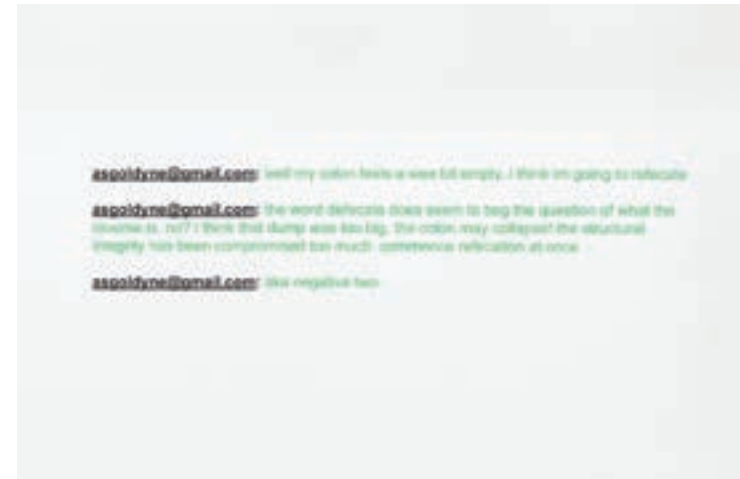 aspoldyne@gmail.com: well my colon feels a wee bit empty. i think im going to refecate
aspoldyne@gmail.com: the word defecate does seem to beg the question of what the
reverse is, no? i think that dump was too big. the colon may collapse! the structural
integrity has been compromised too much. commence refecation at once
aspoldyne@gmail.com: like negative two